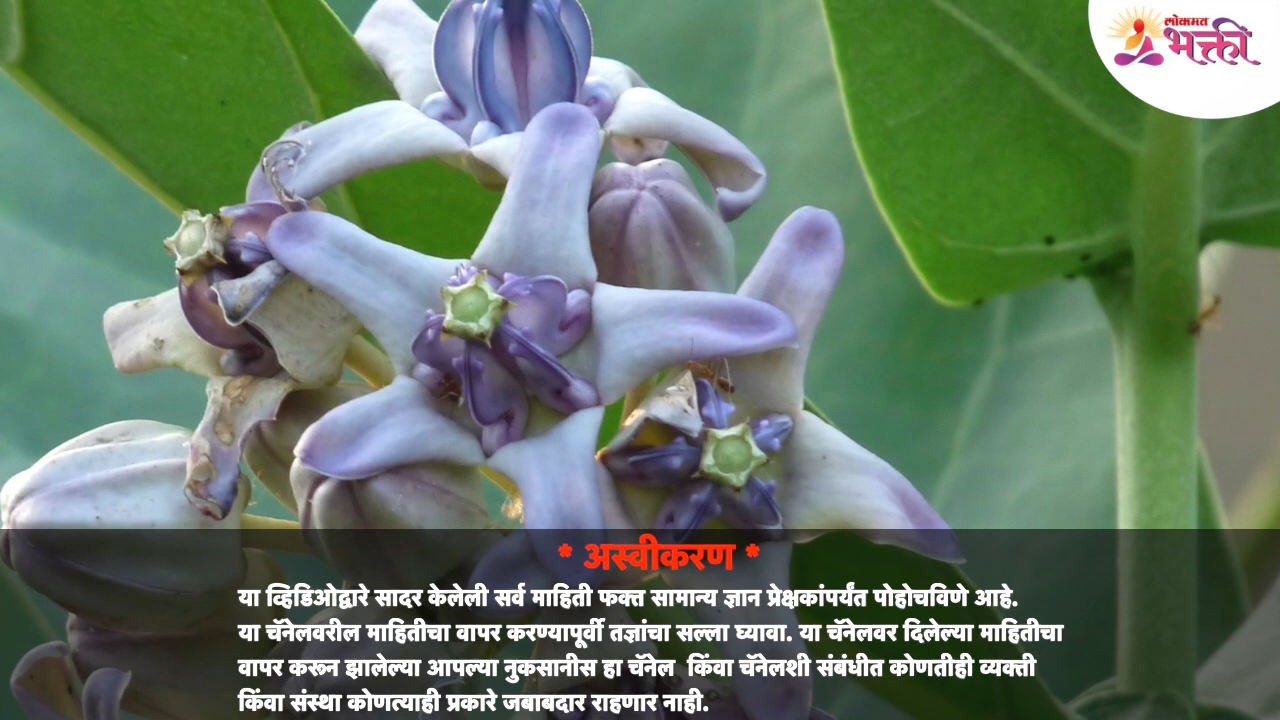 लोकमत
भक्ती
* अस्वीकरण *
या व्हिडिओद्वारे सादर केलेली सर्व माहिती फक्त सामान्य ज्ञान प्रेक्षकांपर्यंत पोहोचविणे आहे.
या चॅनेलवरील माहितीचा वापर करण्यापूर्वी तज्ञांचा सल्ला घ्यावा. या चॅनेलवर दिलेल्या माहितीचा
वापर करून झालेल्या आपल्या नुकसानीस हा चॅनेल किंवा चॅनेलशी संबंधीत कोणतीही व्यक्ती
किंवा संस्था कोणत्याही प्रकारे जबाबदार राहणार नाही.